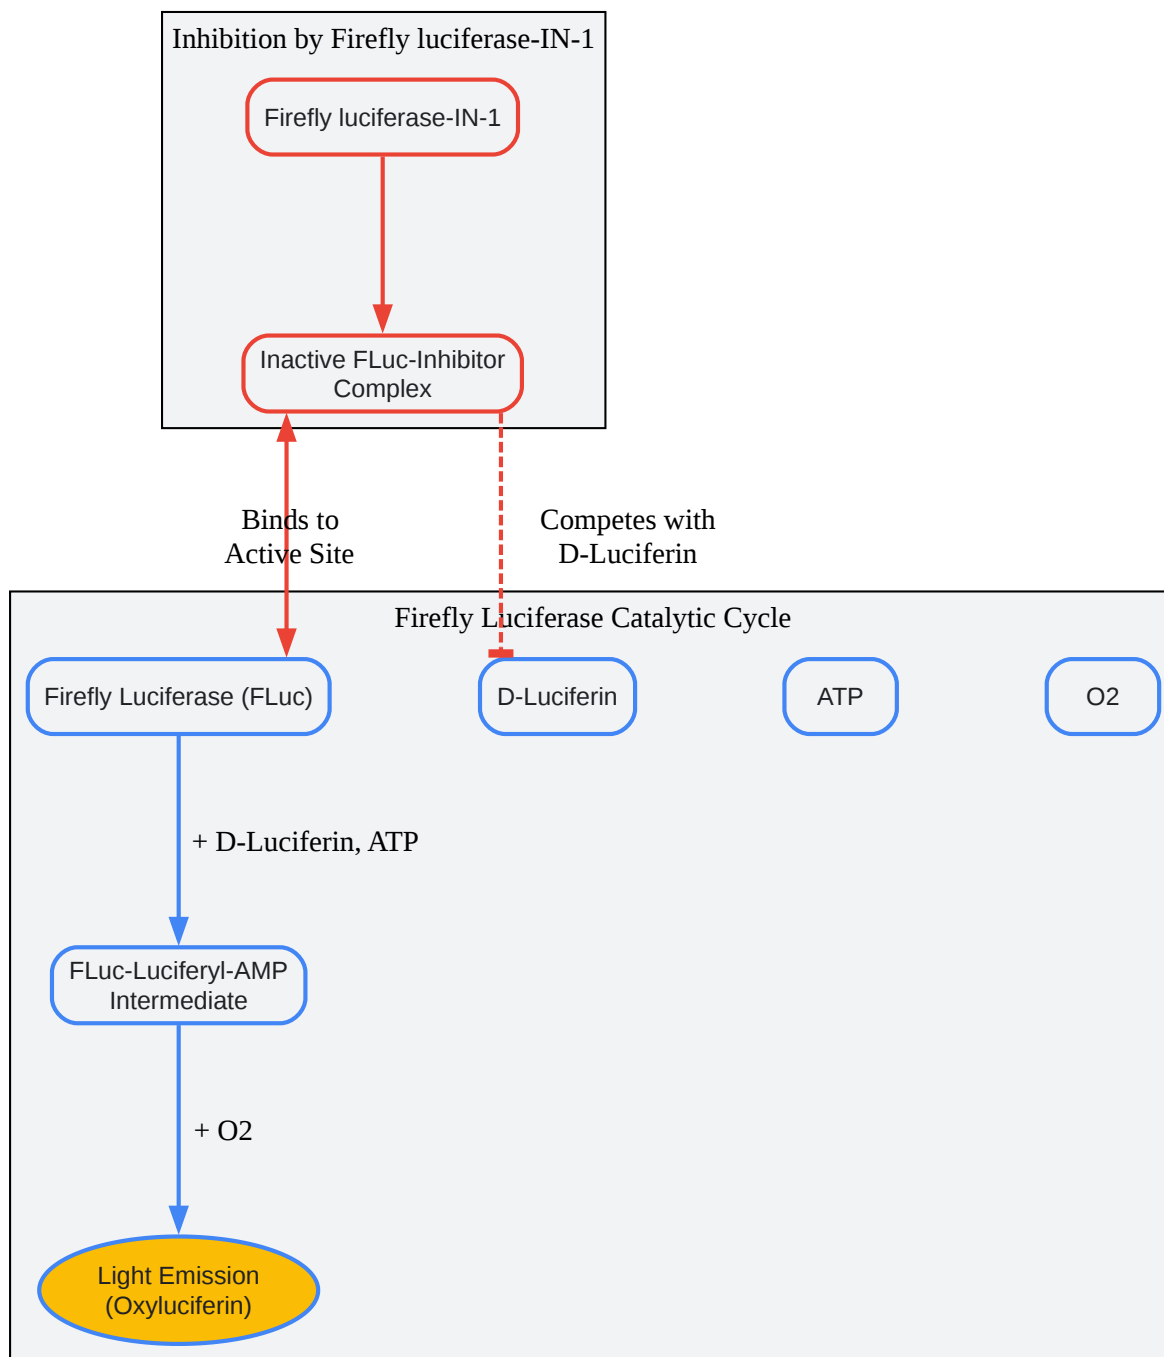 Inhibition by Firefly luciferase-IN-1
Firefly luciferase-IN-1
Inactive FLuc-Inhibitor
Complex
Binds to
Active Site
Competes with
D-Luciferin
Firefly Luciferase Catalytic Cycle
Firefly Luciferase (FLuc)
D-Luciferin
ATP
O2
+ D-Luciferin, ATP
FLuc-Luciferyl-AMP
Intermediate
+ O2
Light Emission
(Oxyluciferin)